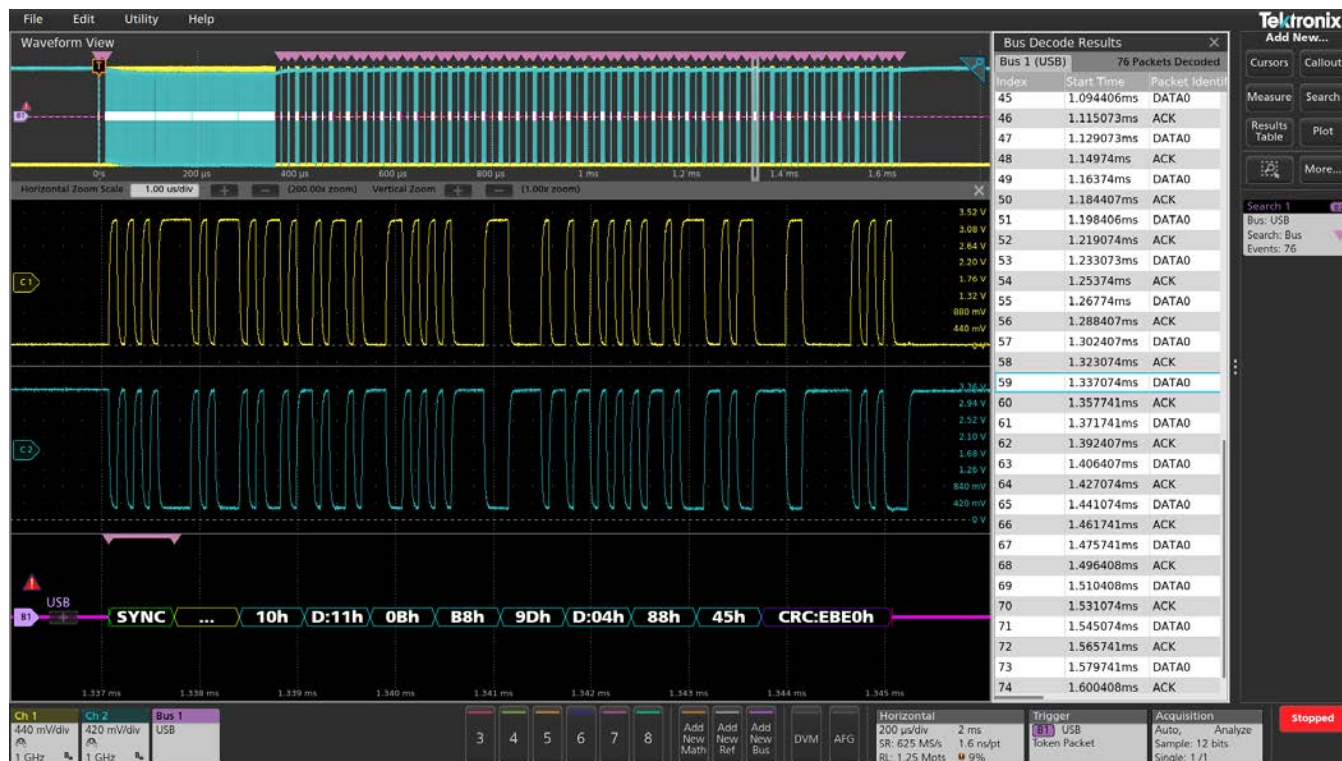 File Edit Utility Help
Tektronix
Waveform View
Bus Decode Results
Add New...
Bus 1 (USB) 76 Packets Decoded
Cursors Callout
Index Start Time Packet Identif
Measure Search
Results Table Plot
More...
45 1.094406ms DATA0
46 1.115073ms ACK
47 1.129073ms DATA0
48 1.14974ms ACK
49 1.16374ms DATA0
50 1.184407ms ACK
51 1.198406ms DATA0
52 1.219074ms ACK
53 1.233073ms DATA0
54 1.25374ms ACK
55 1.26774ms DATA0
56 1.288407ms ACK
57 1.302407ms DATA0
58 1.323074ms ACK
59 1.337074ms DATA0
60 1.357741ms ACK
61 1.371741ms DATA0
62 1.392407ms ACK
63 1.406407ms DATA0
64 1.427074ms ACK
65 1.441074ms DATA0
66 1.461741ms ACK
67 1.475741ms DATA0
68 1.496408ms ACK
69 1.510408ms DATA0
70 1.531074ms ACK
71 1.545074ms DATA0
72 1.565741ms ACK
73 1.579741ms DATA0
74 1.600408ms ACK
Search 1
Bus: USB
Search: Bus
Events: 76
T
B1
0s 200 µs 400 µs 600 µs 800 µs 1 ms 1.2 ms 1.4 ms 1.6 ms
Horizontal Zoom Scale 1.00 us/div + − (200.00x zoom) Vertical Zoom + − (1.00x zoom)
3.52 V
3.08 V
2.64 V
2.20 V
1.76 V
C 1
1.32 V
880 mV
440 mV
0 V
3.36 V
2.94 V
2.52 V
2.10 V
C 2
1.68 V
1.26 V
840 mV
420 mV
0 V
USB
B1 SYNC ... 10h D:11h 0Bh B8h 9Dh D:04h 88h 45h CRC:EBE0h
1.337 ms 1.338 ms 1.339 ms 1.340 ms 1.341 ms 1.342 ms 1.343 ms 1.344 ms 1.345 ms
Ch 1
440 mV/div
1 GHz
Ch 2
420 mV/div
1 GHz
Bus 1
USB
3 4 5 6 7 8
Add New Math
Add New Ref
Add New Bus
DVM AFG
Horizontal
200 µs/div 2 ms
SR: 625 MS/s 1.6 ns/pt
RL: 1.25 Mpts 9%
Trigger
B1 USB
Token Packet
Acquisition
Auto, Analyze
Sample: 12 bits
Single: 1 /1
Stopped